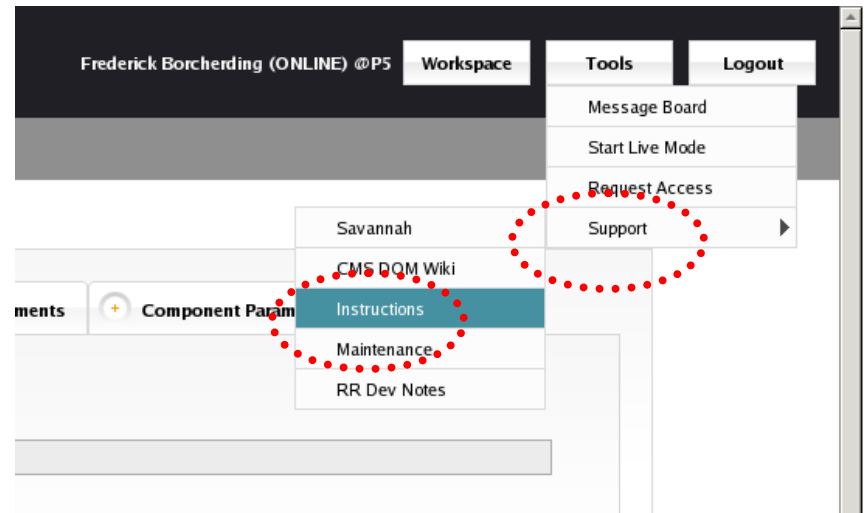 Frederick Borcherding (ONLINE) @P5
Workspace
Tools
Logout
Message Board
Start Live Mode
Request Access
Support
Savannah
CMS DQM Wiki
Instructions
Maintenance
RR Dev Notes
ments
+ Component Param